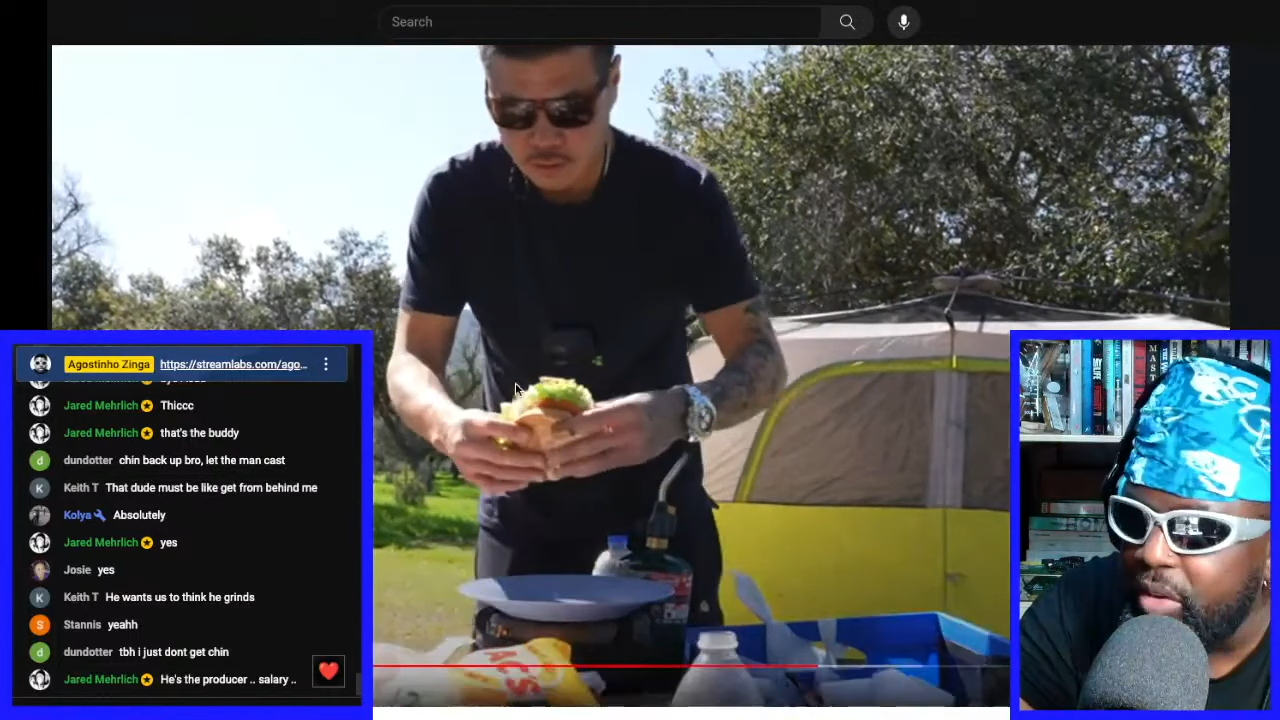 Search
Agostinho Zinga https://streamlabs.com/ago...
Jared Mehrlich Thiccc
Jared Mehrlich that's the buddy
dundotter chin back up bro, let the man cast
Keith T That dude must be like get from behind me
Kolya Absolutely
Jared Mehrlich yes
Josie yes
Keith T He wants us to think he grinds
Stannis yeahh
dundotter tbh i just dont get chin
Jared Mehrlich He's the producer .. salary ..
d
K
K
S
d
AC'S
MAST